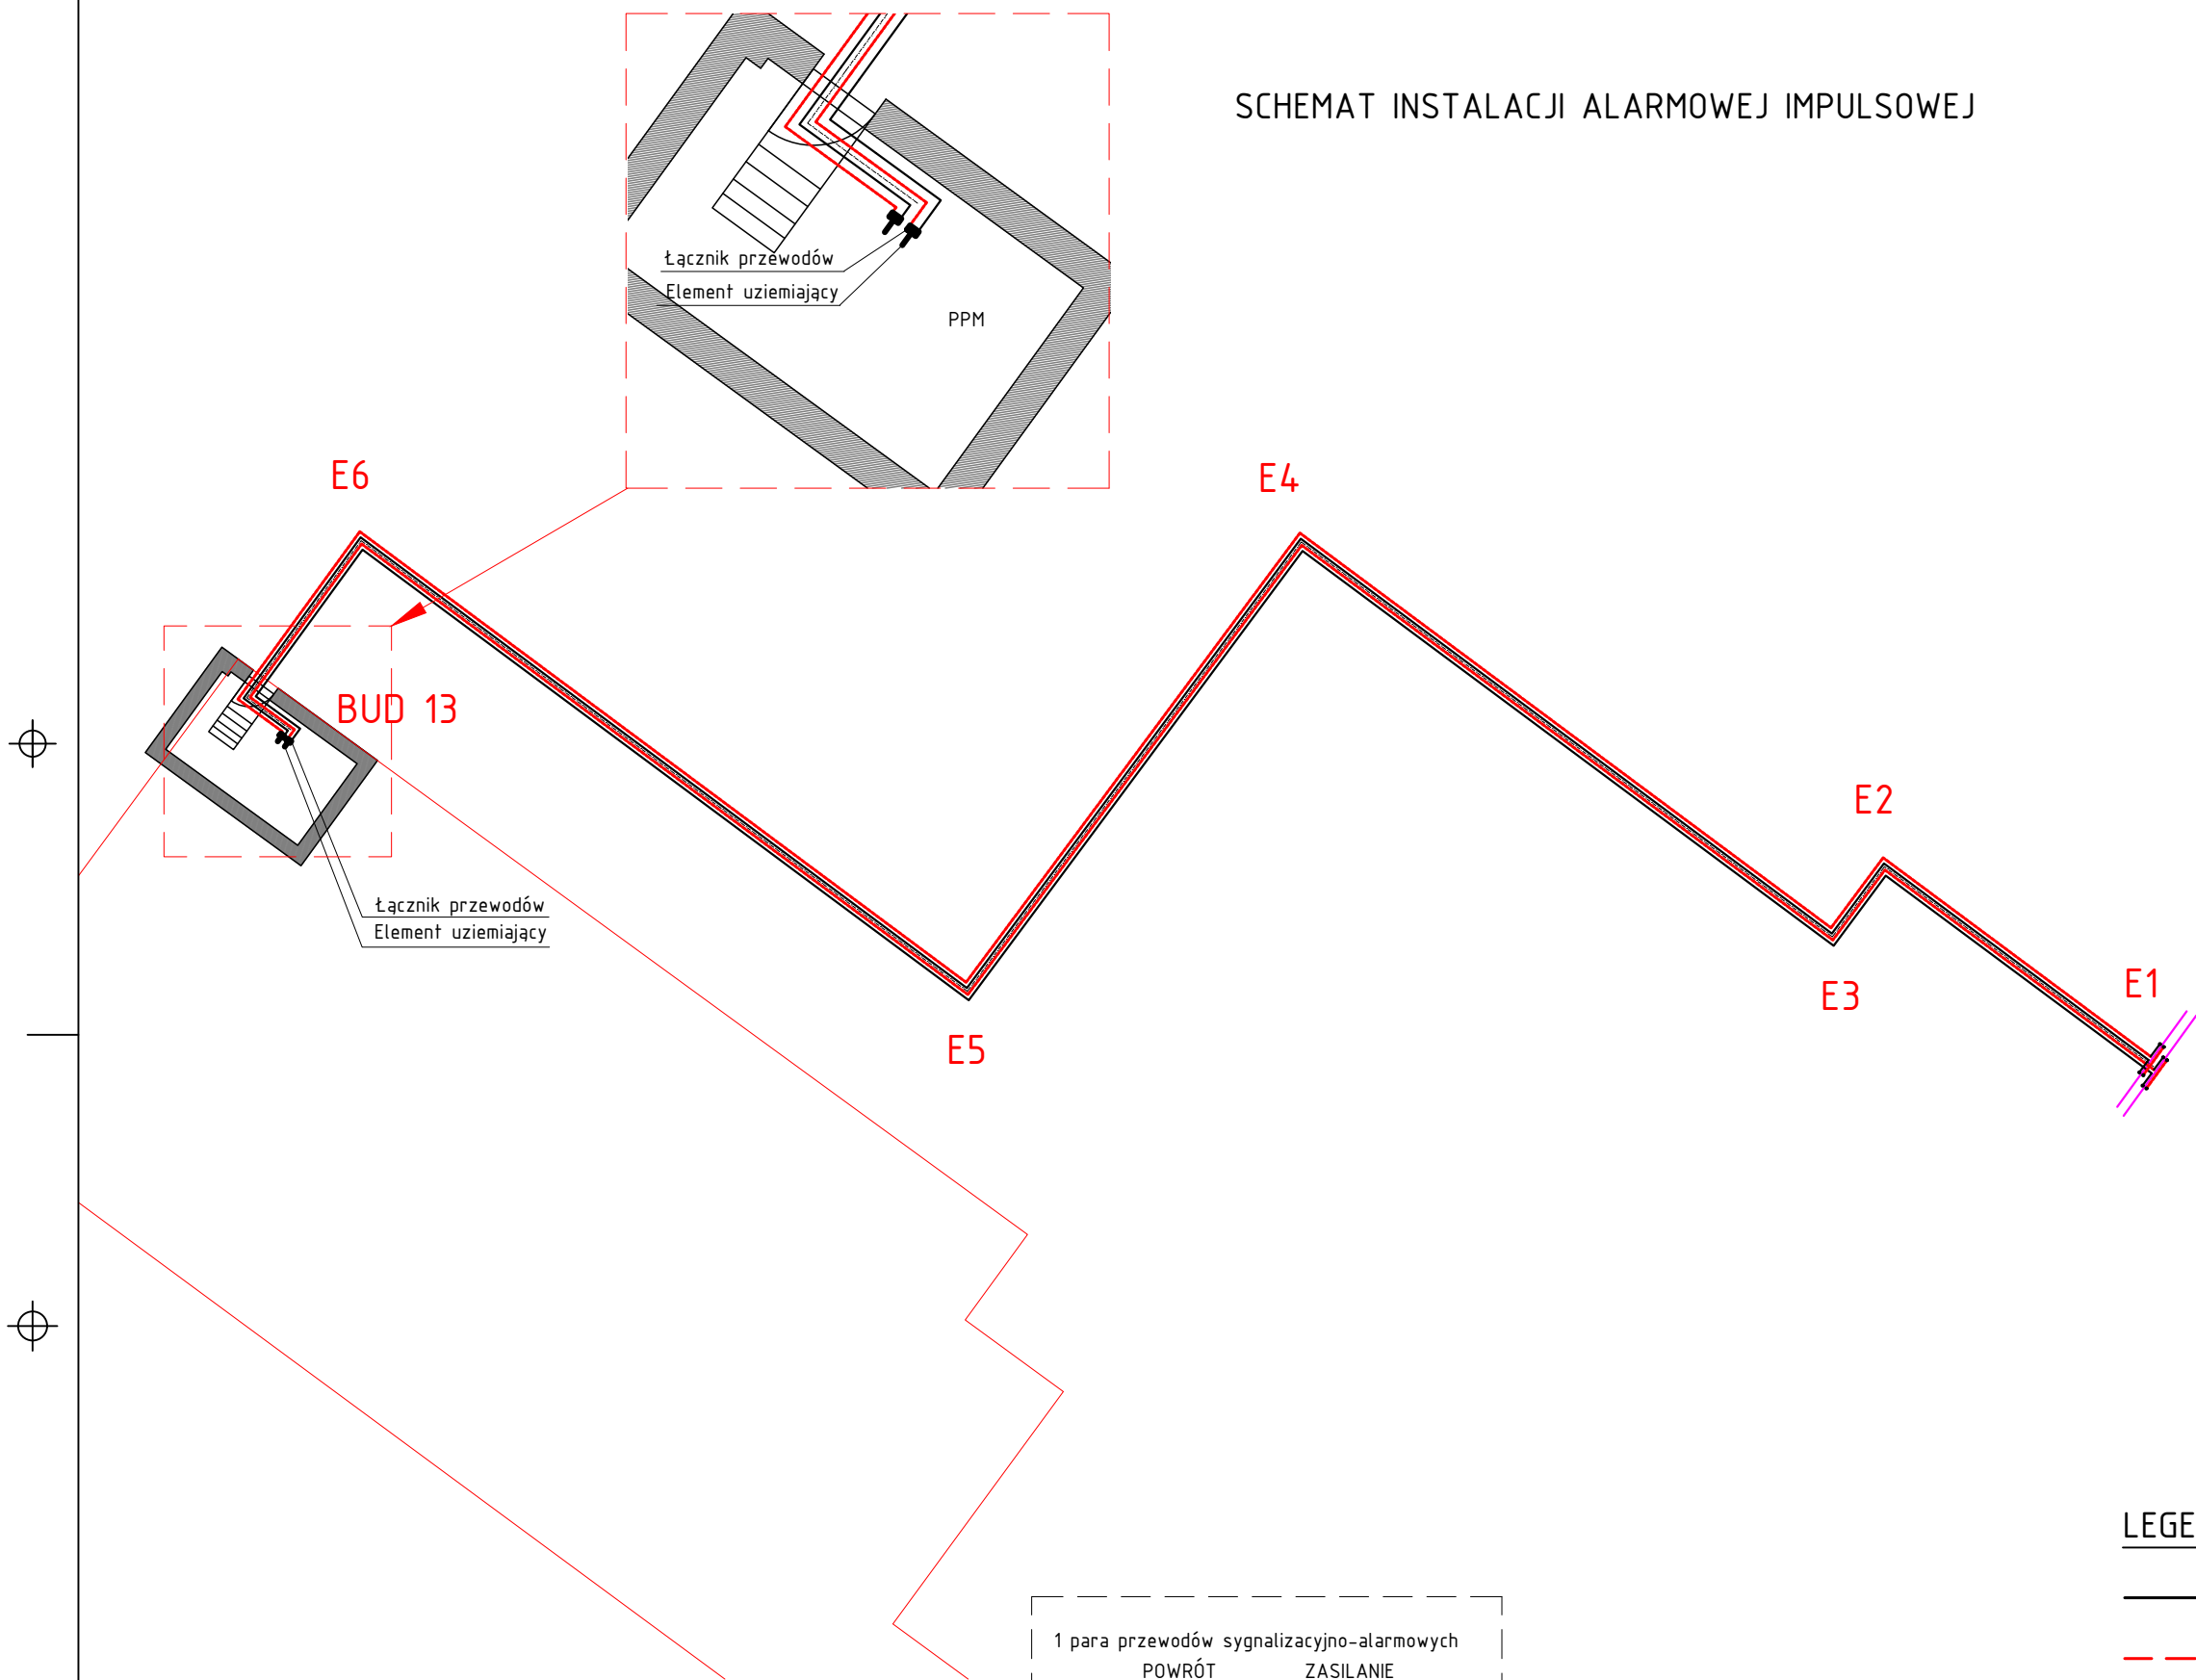 SCHEMAT INSTALACJI ALARMOWEJ IMPULSOWEJ
Łącznik przewodów
Element uziemiający
PPM
E6
E4
BUD 13
E2
Łącznik przewodów
Element uziemiający
E1
E3
E5
LEGE
1 para przewodów sygnalizacyjno-alarmowych
POWRÓT ZASILANIE